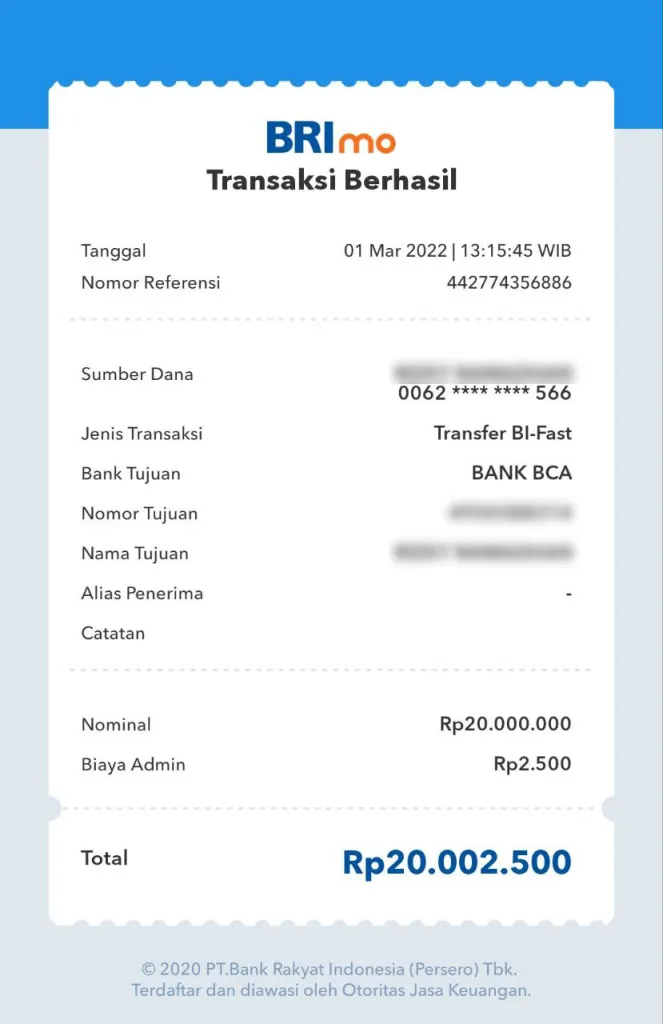 BRImo
Transaksi Berhasil
Tanggal 01 Mar 2022 | 13:15:45 WIB
Nomor Referensi 442774356886
Sumber Dana
0062 **** **** 566
Jenis Transaksi Transfer BI-Fast
Bank Tujuan BANK BCA
Nomor Tujuan
Nama Tujuan
Alias Penerima -
Catatan
Nominal Rp20.000.000
Biaya Admin Rp2.500
Total Rp20.002.500
© 2020 PT.Bank Rakyat Indonesia (Persero) Tbk.
Terdaftar dan diawasi oleh Otoritas Jasa Keuangan.